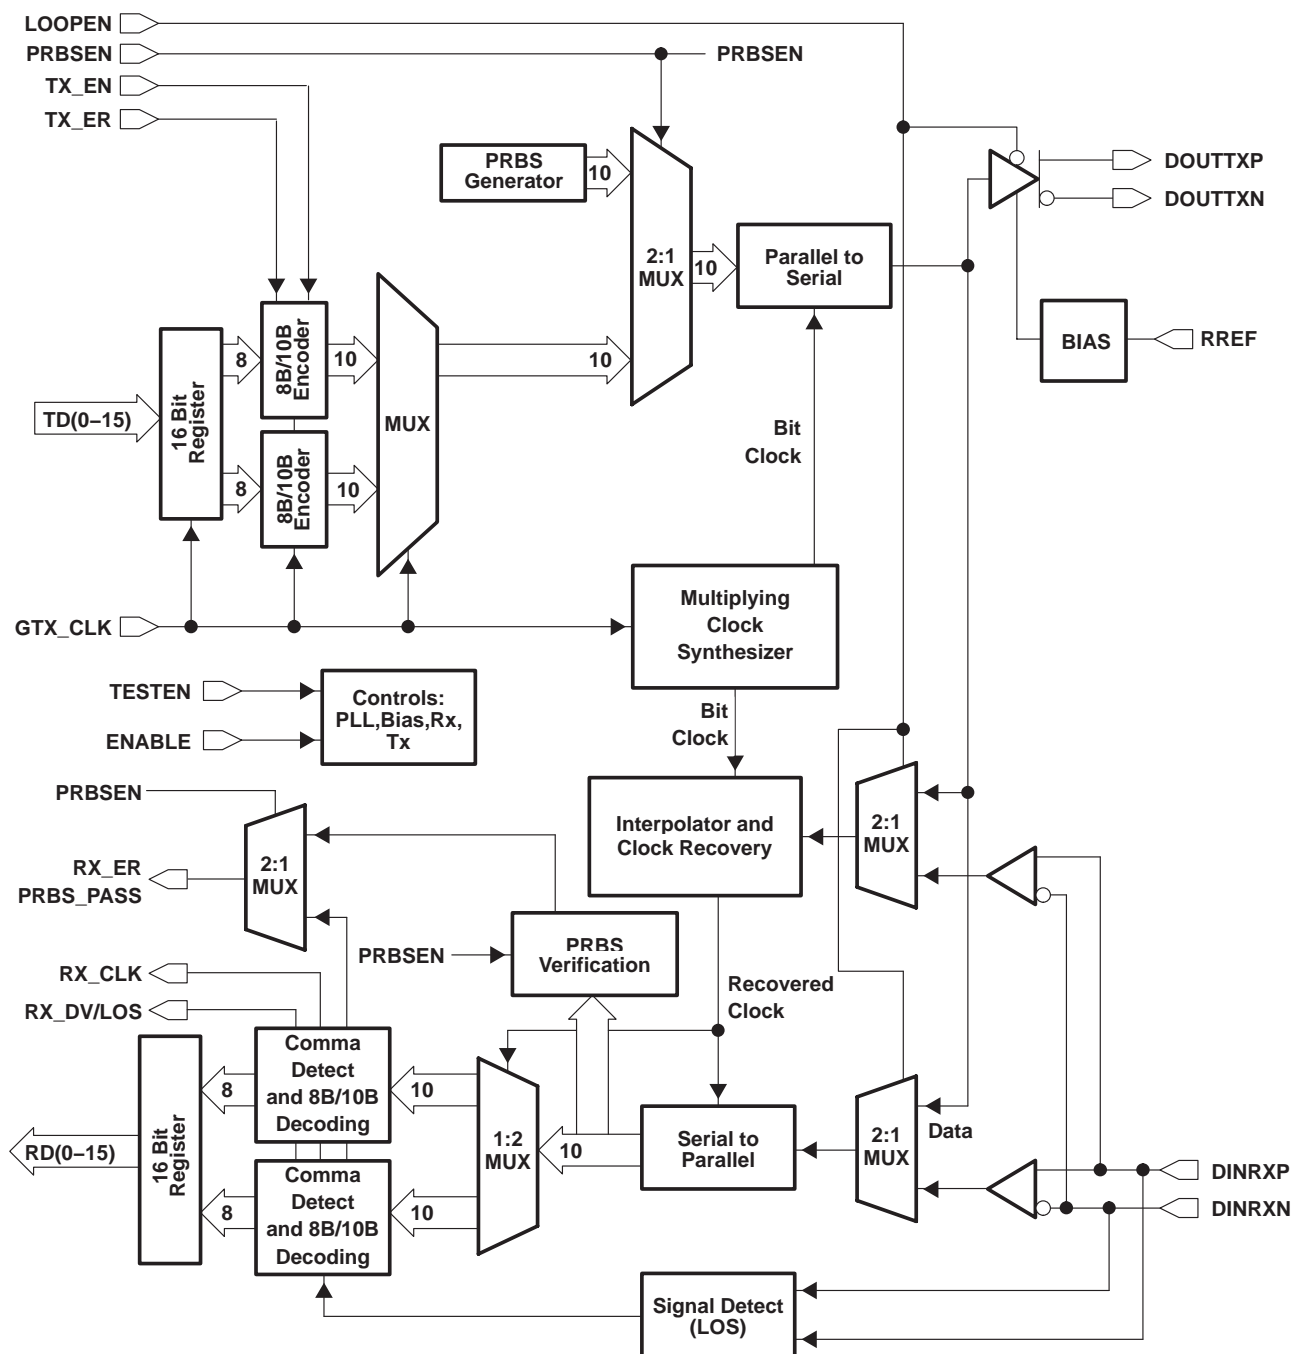 LOOPEN
PRBSEN
PRBSEN
TX_EN
TX_ER
PRBS
Generator
10
DOUTTXP
DOUTTXN
2:1
MUX
10
Parallel to
Serial
8B/10B
Encoder
8
10
10
BIAS
RREF
TD(0–15)
16 Bit
Register
MUX
Bit
Clock
8
8B/10B
Encoder
10
Multiplying
Clock
Synthesizer
GTX_CLK
TESTEN
ENABLE
Controls:
PLL,Bias,Rx,
Tx
Bit
Clock
PRBSEN
Interpolator and
Clock Recovery
2:1
MUX
2:1
MUX
RX_ER
PRBS_PASS
PRBSEN
PRBS
Verification
RX_CLK
RX_DV/LOS
Recovered
Clock
Comma
Detect
and 8B/10B
Decoding
8
10
16 Bit
Register
RD(0–15)
1:2
MUX
10
Serial to
Parallel
2:1
MUX
Data
DINRXP
DINRXN
Comma
Detect
and 8B/10B
Decoding
8
10
Signal Detect
(LOS)